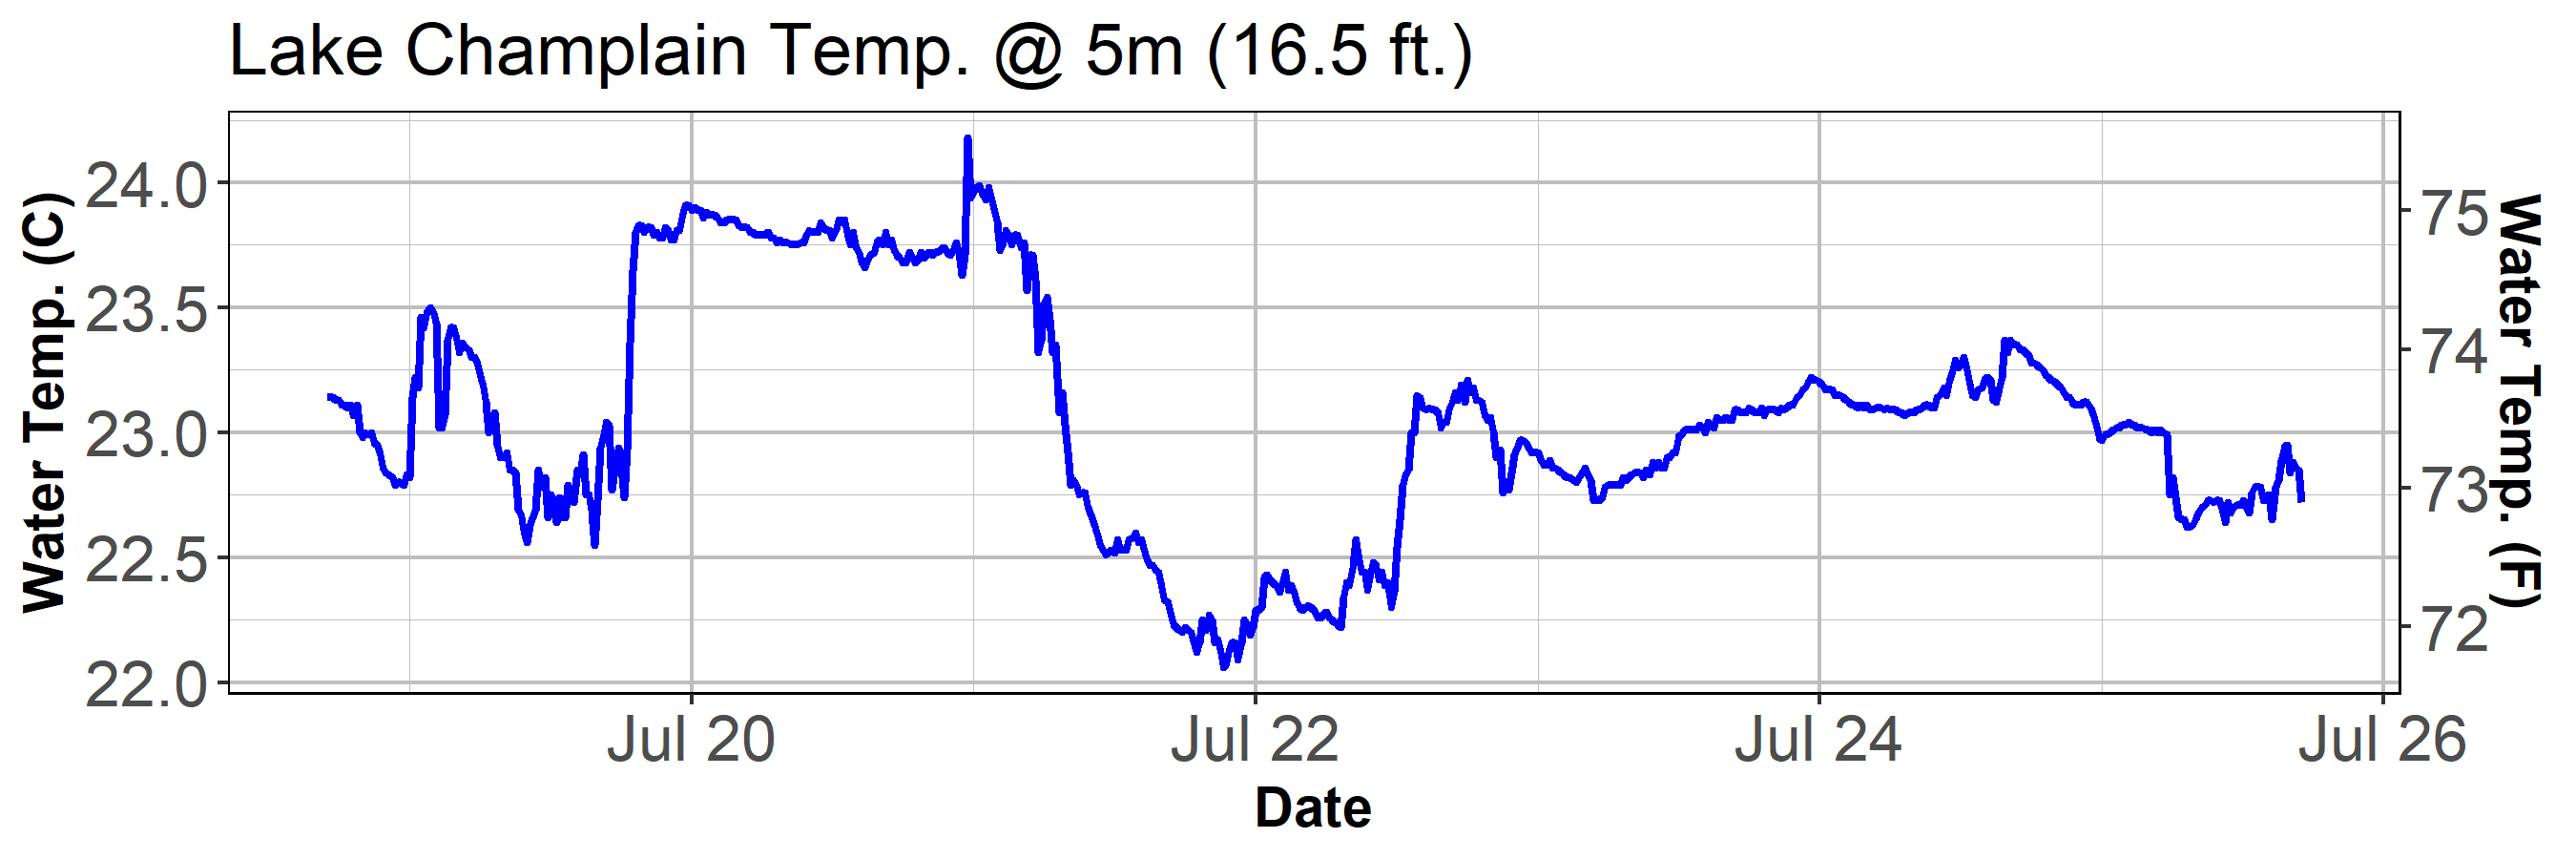 Lake Champlain Temp. @ 5m (16.5 ft.)
Water Temp. (C)
24.0
23.5
23.0
22.5
22.0
75
74
73
72
Water Temp. (F)
Jul 20 Jul 22 Jul 24 Jul 26
Date